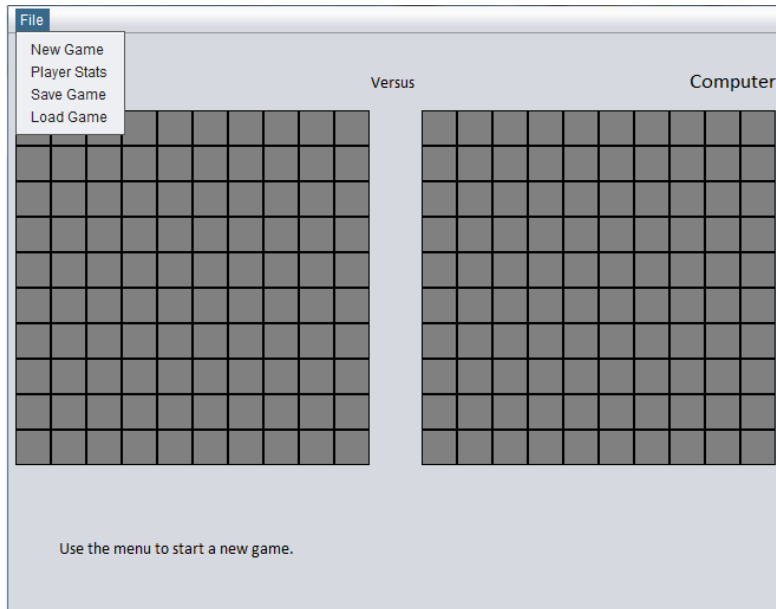 File
New Game
Player Stats
Save Game
Load Game
Versus
Computer
Use the menu to start a new game.